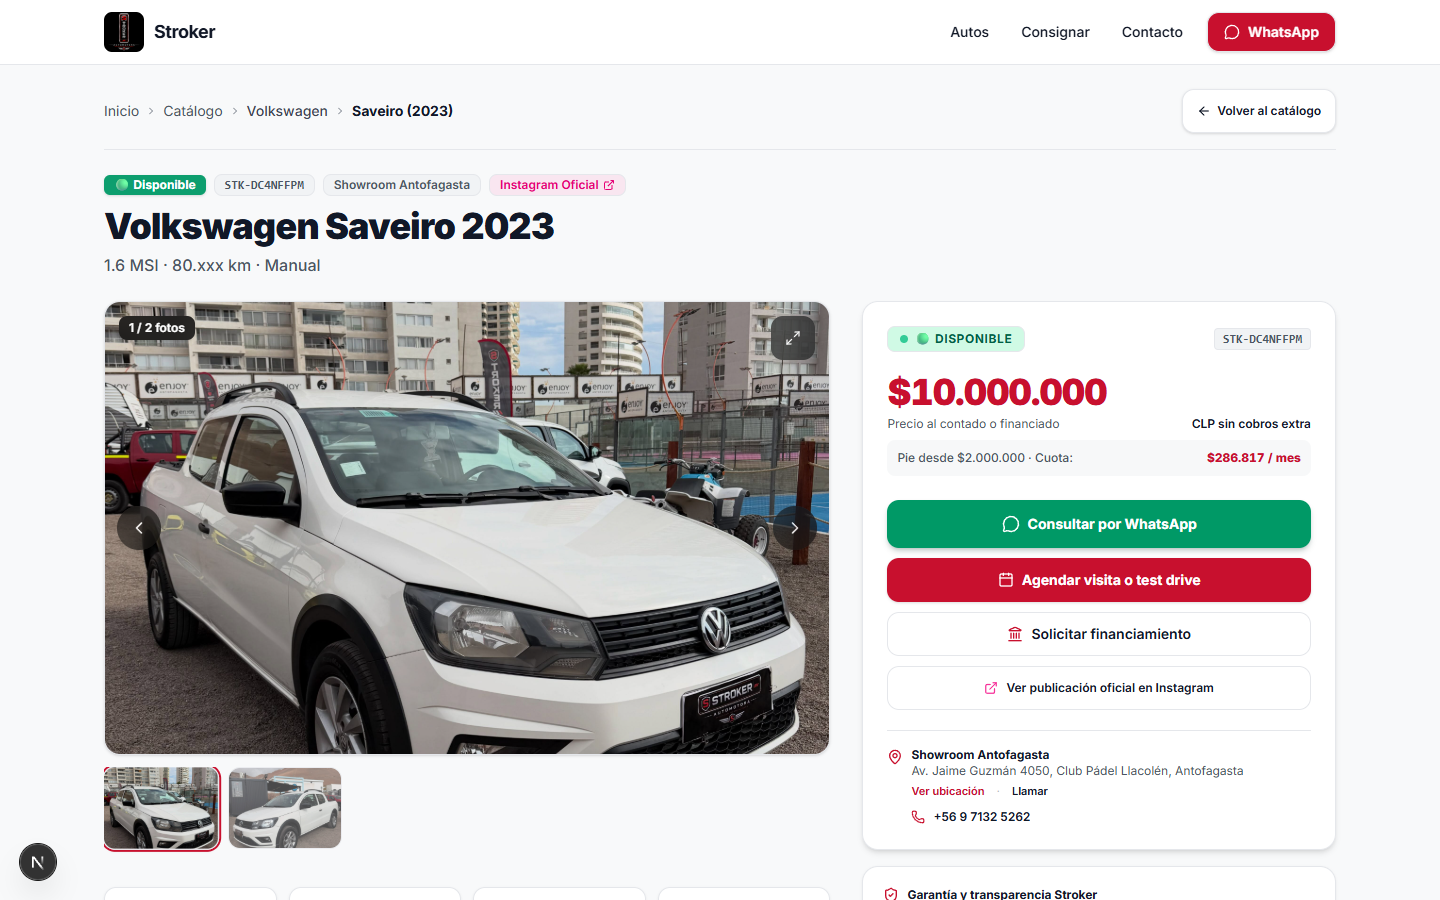 Stroker
Autos
Consignar
Contacto
WhatsApp
Inicio > Catálogo > Volkswagen > Saveiro (2023)
Volver al catálogo
Disponible
STK-DC4NFFPM
Showroom Antofagasta
Instagram Oficial
Volkswagen Saveiro 2023
1.6 MSI · 80.xxx km · Manual
1 / 2 fotos
enjoy
STROKER
AUTOMOTORA
DISPONIBLE
STK-DC4NFFPM
$10.000.000
Precio al contado o financiado
CLP sin cobros extra
Pie desde $2.000.000 · Cuota:
$286.817 / mes
Consultar por WhatsApp
Agendar visita o test drive
Solicitar financiamiento
Ver publicación oficial en Instagram
Showroom Antofagasta
Av. Jaime Guzmán 4050, Club Pádel Llacolén, Antofagasta
Ver ubicación · Llamar
+56 9 7132 5262
N
Garantía y transparencia Stroker